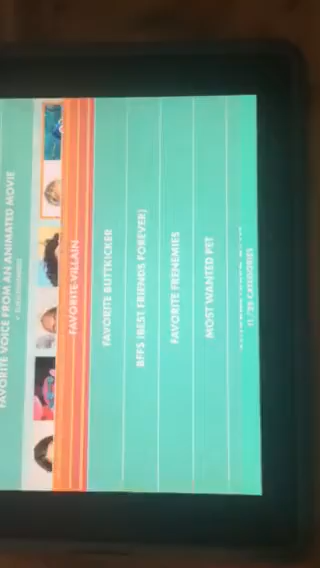 FAVORITE VOICE FROM AN ANIMATED MOVIE
FAVORITE VILLAIN
FAVORITE BUTTKICKER
BFFS (BEST FRIENDS FOREVER)
FAVORITE FRENEMIES
MOST WANTED PET
CATEGORIES